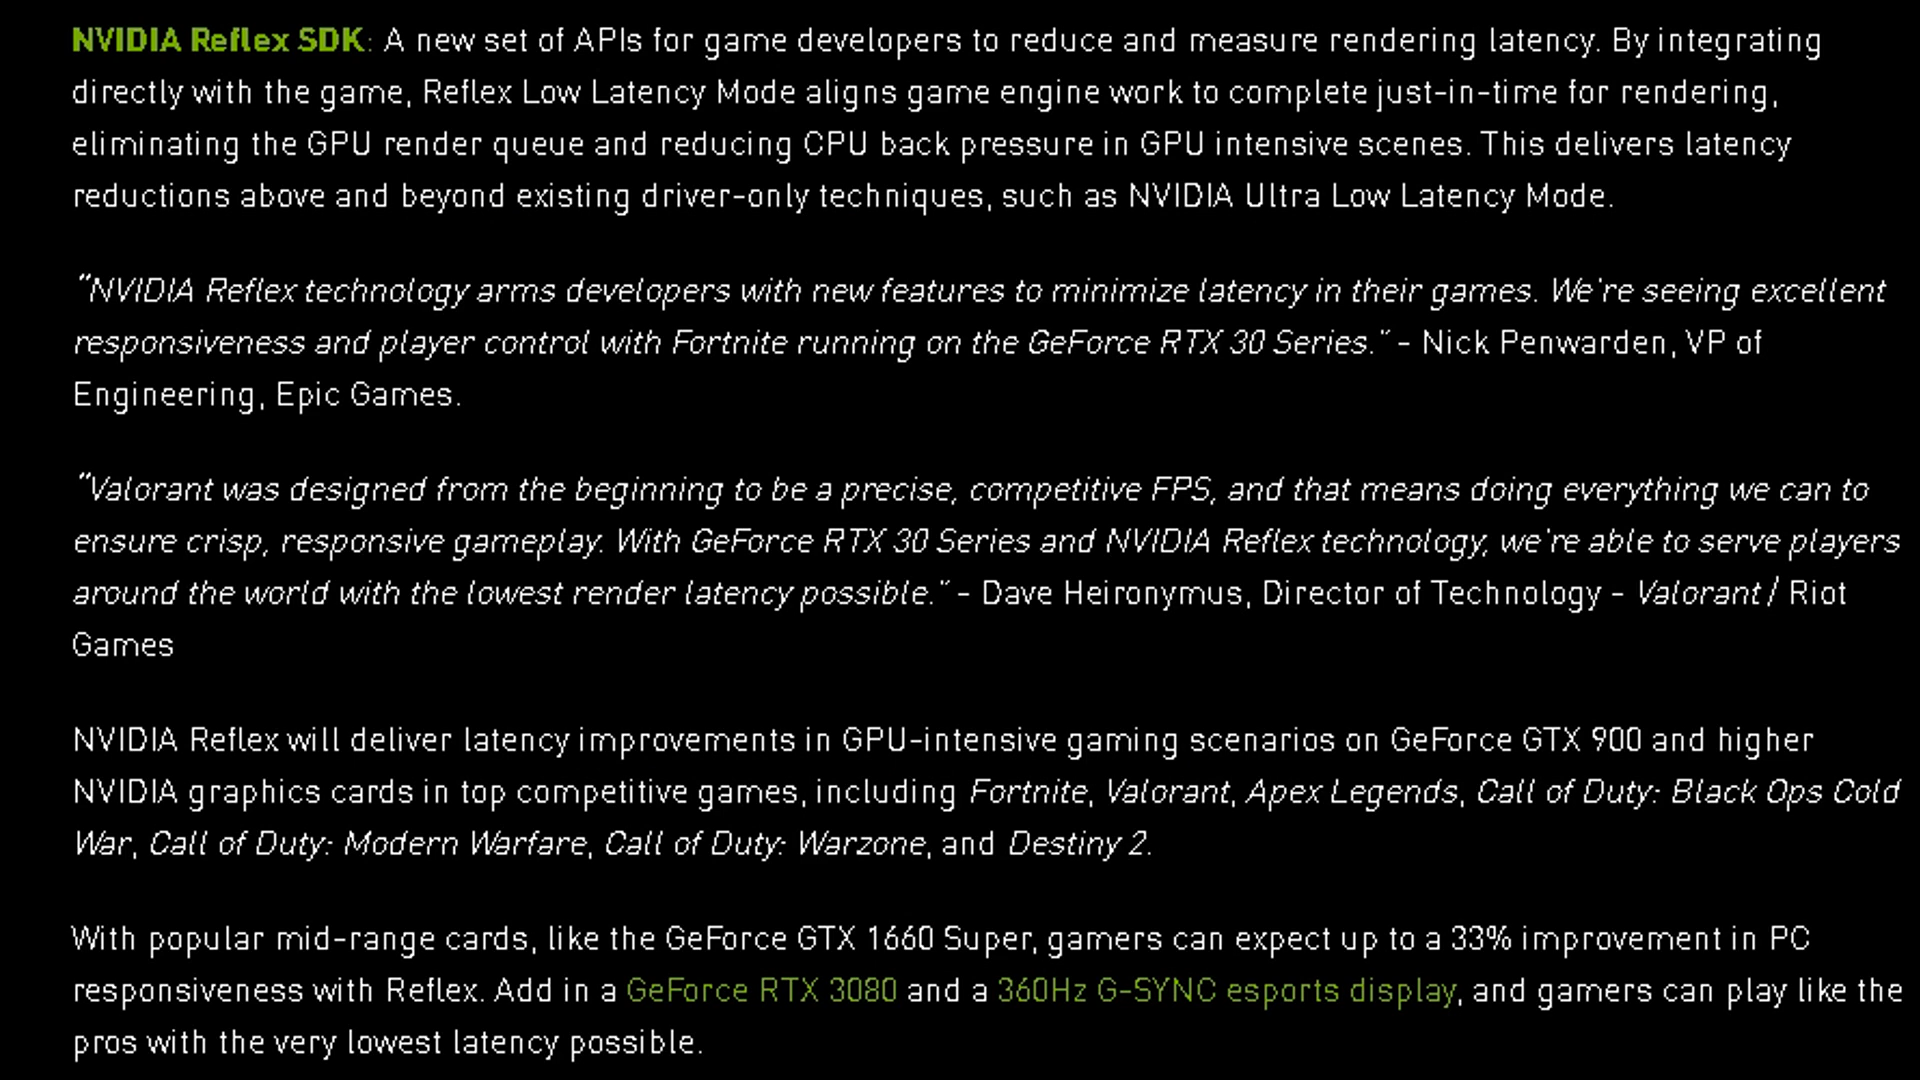 NVIDIA Reflex SDK: A new set of APIs for game developers to reduce and measure rendering latency. By integrating
directly with the game, Reflex Low Latency Mode aligns game engine work to complete just-in-time for rendering,
eliminating the GPU render queue and reducing CPU back pressure in GPU intensive scenes. This delivers latency
reductions above and beyond existing driver-only techniques, such as NVIDIA Ultra Low Latency Mode.
"NVIDIA Reflex technology arms developers with new features to minimize latency in their games. We're seeing excellent
responsiveness and player control with Fortnite running on the GeForce RTX 30 Series." - Nick Penwarden, VP of
Engineering, Epic Games.
"Valorant was designed from the beginning to be a precise, competitive FPS, and that means doing everything we can to
ensure crisp, responsive gameplay. With GeForce RTX 30 Series and NVIDIA Reflex technology, we're able to serve players
around the world with the lowest render latency possible." - Dave Heironymus, Director of Technology - Valorant / Riot
Games
NVIDIA Reflex will deliver latency improvements in GPU-intensive gaming scenarios on GeForce GTX 900 and higher
NVIDIA graphics cards in top competitive games, including Fortnite, Valorant, Apex Legends, Call of Duty: Black Ops Cold
War, Call of Duty: Modern Warfare, Call of Duty: Warzone, and Destiny 2.
With popular mid-range cards, like the GeForce GTX 1660 Super, gamers can expect up to a 33% improvement in PC
responsiveness with Reflex. Add in a GeForce RTX 3080 and a 360Hz G-SYNC esports display, and gamers can play like the
pros with the very lowest latency possible.